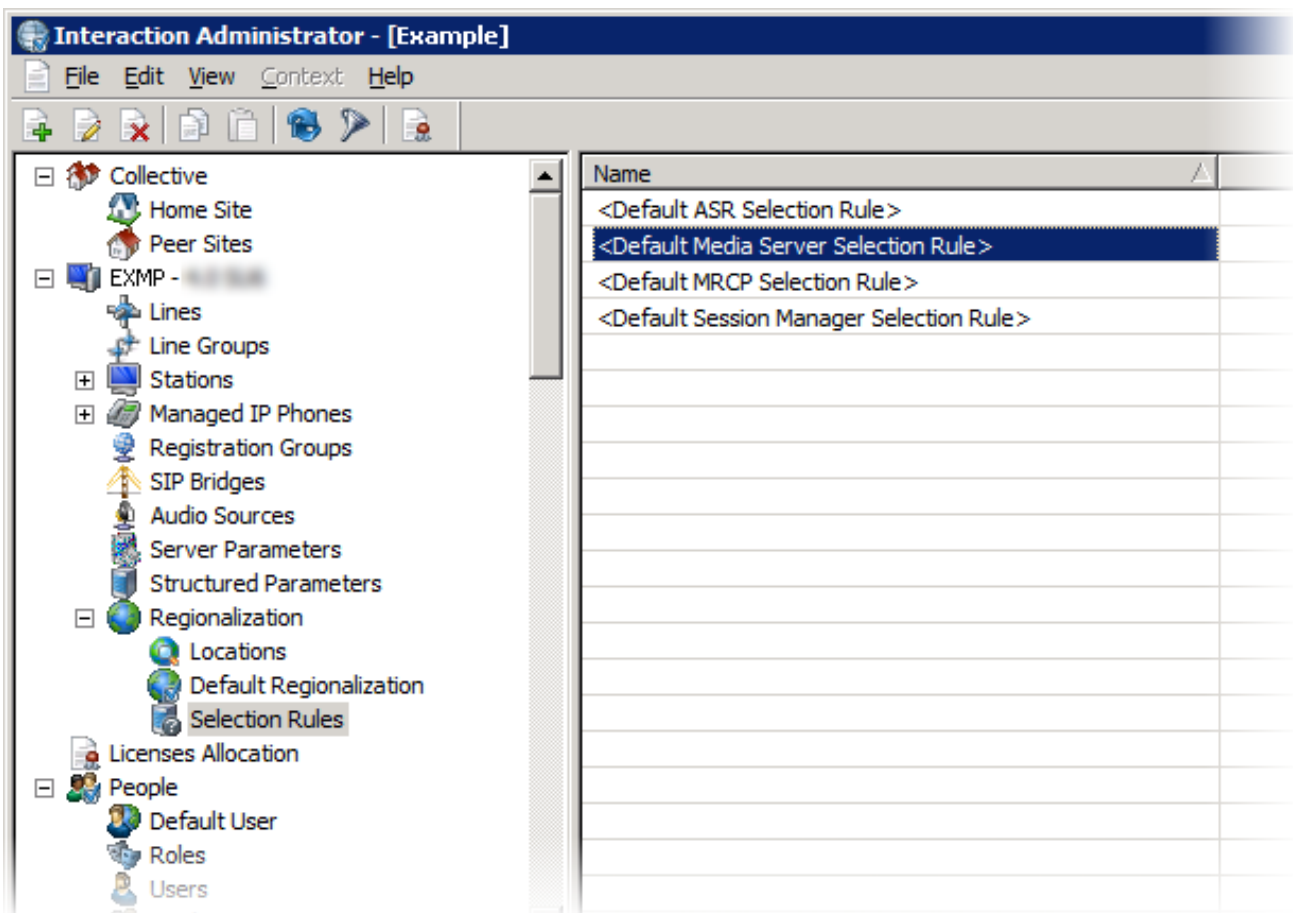 Interaction Administrator - [Example]
File Edit View Context Help
Collective
Home Site
Peer Sites
EXMP -
Lines
Line Groups
Stations
Managed IP Phones
Registration Groups
SIP Bridges
Audio Sources
Server Parameters
Structured Parameters
Regionalization
Locations
Default Regionalization
Selection Rules
Licenses Allocation
People
Default User
Roles
Users
Name
<Default ASR Selection Rule>
<Default Media Server Selection Rule>
<Default MRCP Selection Rule>
<Default Session Manager Selection Rule>